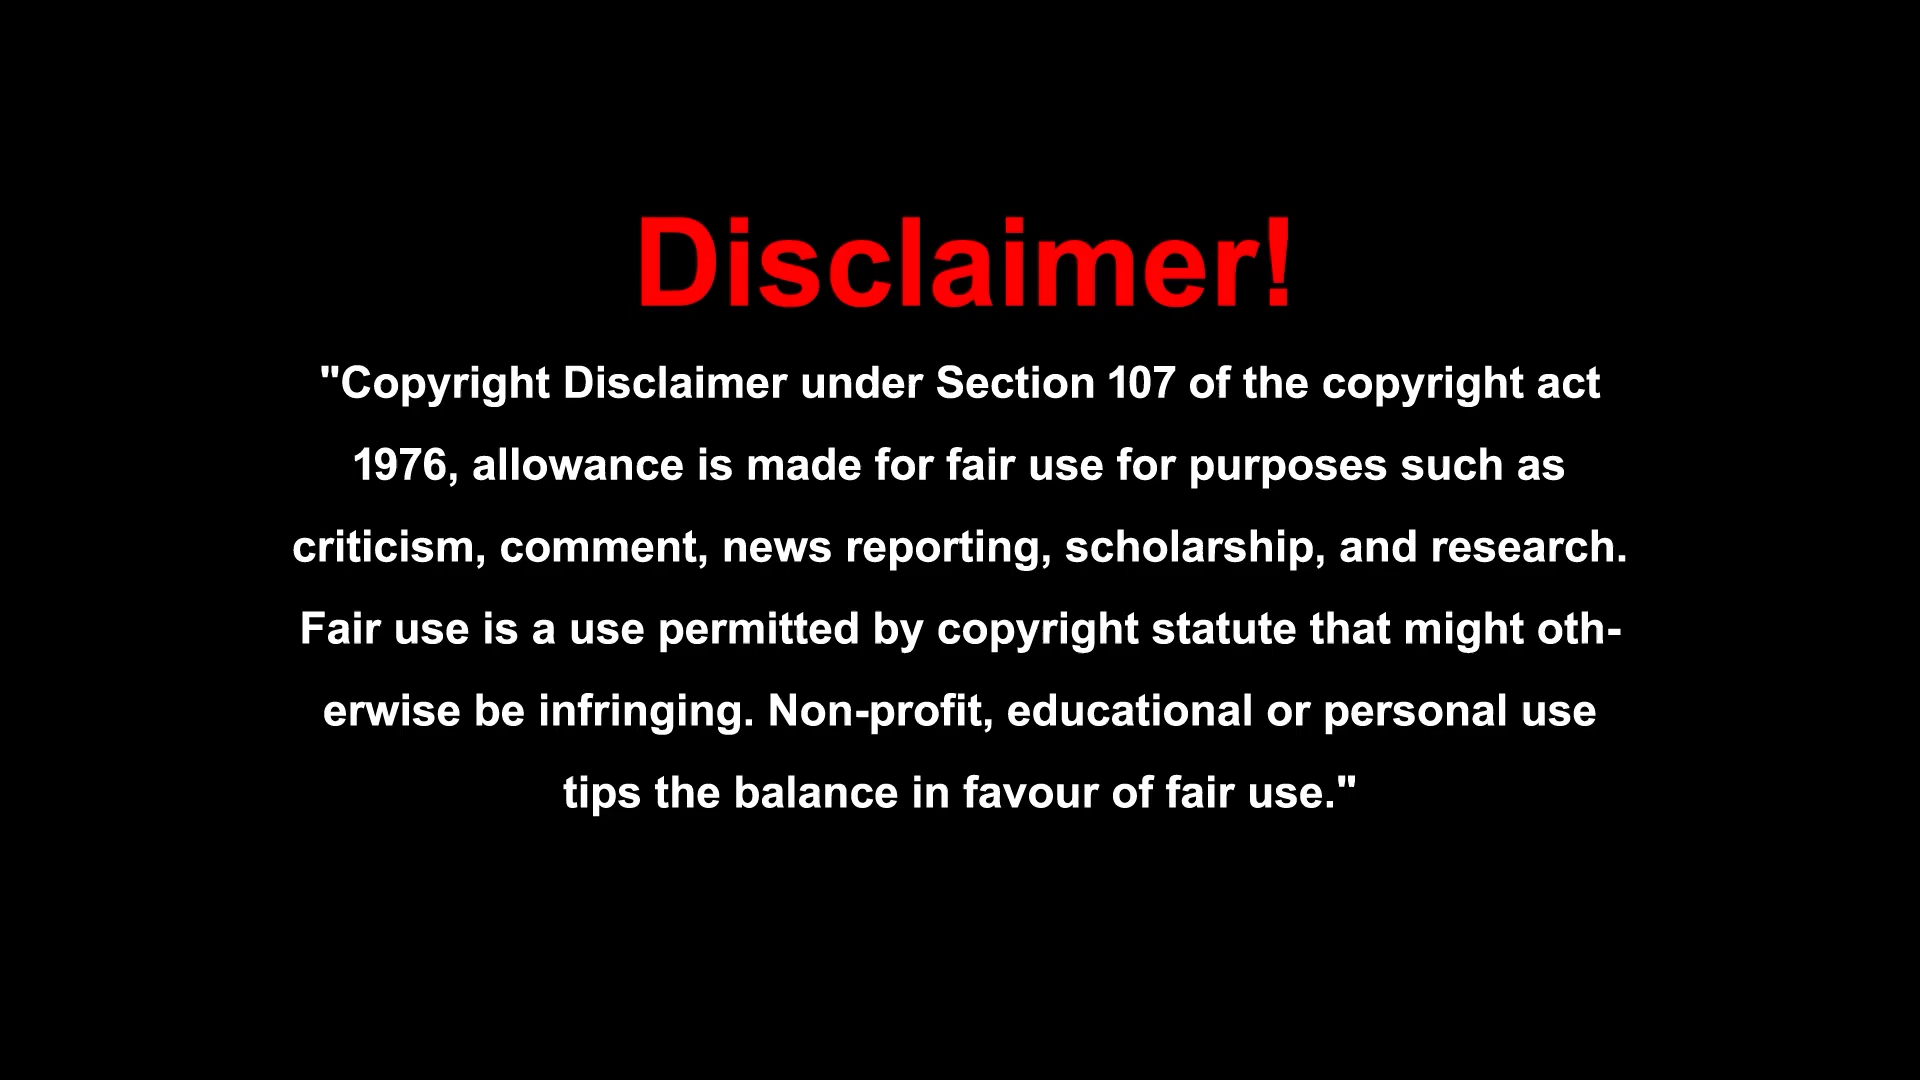 Disclaimer!
"Copyright Disclaimer under Section 107 of the copyright act
1976, allowance is made for fair use for purposes such as
criticism, comment, news reporting, scholarship, and research.
Fair use is a use permitted by copyright statute that might oth-
erwise be infringing. Non-profit, educational or personal use
tips the balance in favour of fair use."